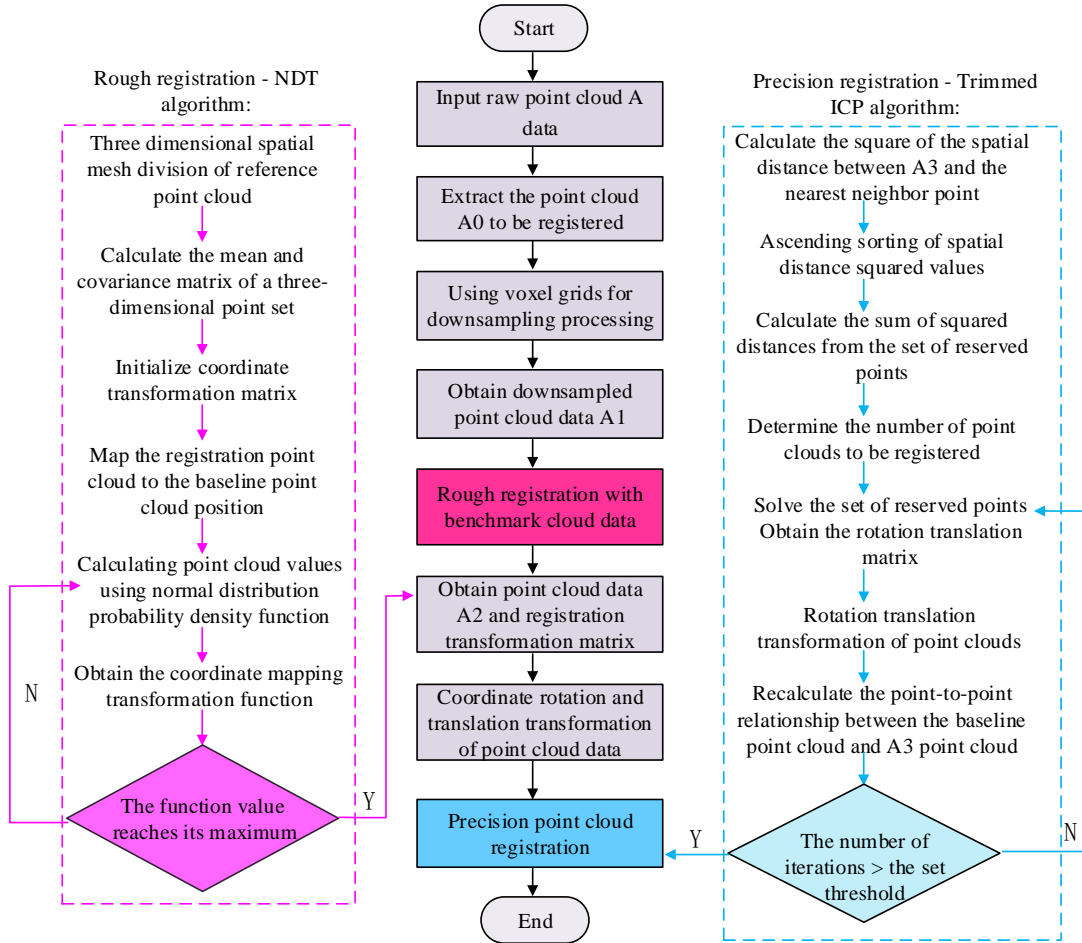 Start
Rough registration - NDT
algorithm:
Three dimensional spatial
mesh division of reference
point cloud
Calculate the mean and
covariance matrix of a three-
dimensional point set
Initialize coordinate
transformation matrix
Map the registration point
cloud to the baseline point
cloud position
Calculating point cloud values
using normal distribution
probability density function
Obtain the coordinate mapping
transformation function
N
The function value
reaches its maximum
Y
Input raw point cloud A
data
Extract the point cloud
A0 to be registered
Using voxel grids for
downsampling processing
Obtain downsampled
point cloud data A1
Rough registration with
benchmark cloud data
Obtain point cloud data
A2 and registration
transformation matrix
Coordinate rotation and
translation transformation
of point cloud data
Precision point cloud
registration
End
Precision registration - Trimmed
ICP algorithm:
Calculate the square of the spatial
distance between A3 and the
nearest neighbor point
Ascending sorting of spatial
distance squared values
Calculate the sum of squared
distances from the set of reserved
points
Determine the number of point
clouds to be registered
Solve the set of reserved points
Obtain the rotation translation
matrix
Rotation translation
transformation of point clouds
Recalculate the point-to-point
relationship between the baseline
point cloud and A3 point cloud
Y
The number of
iterations > the set
threshold
N